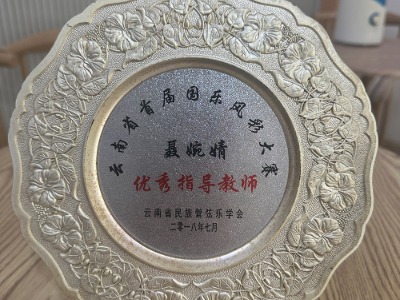 云南省首届国乐风彩大赛
聂婉婧
优秀指导教师
云南省民族管弦乐学会
二零一八年七月